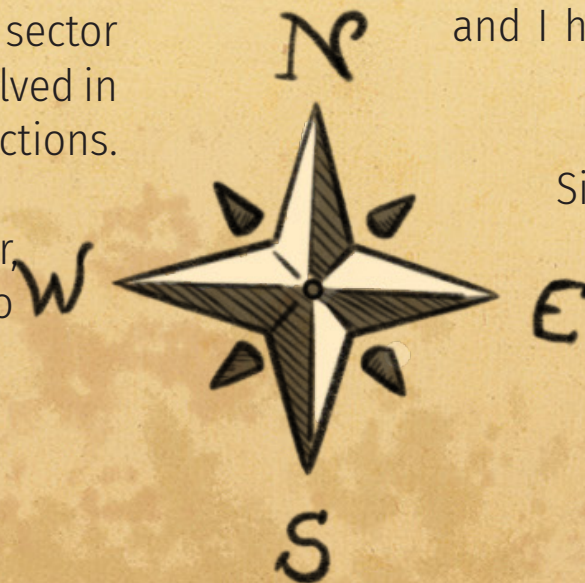 sector
lved in
ctions.
r,
o
N
and I h
Si
W
E
S